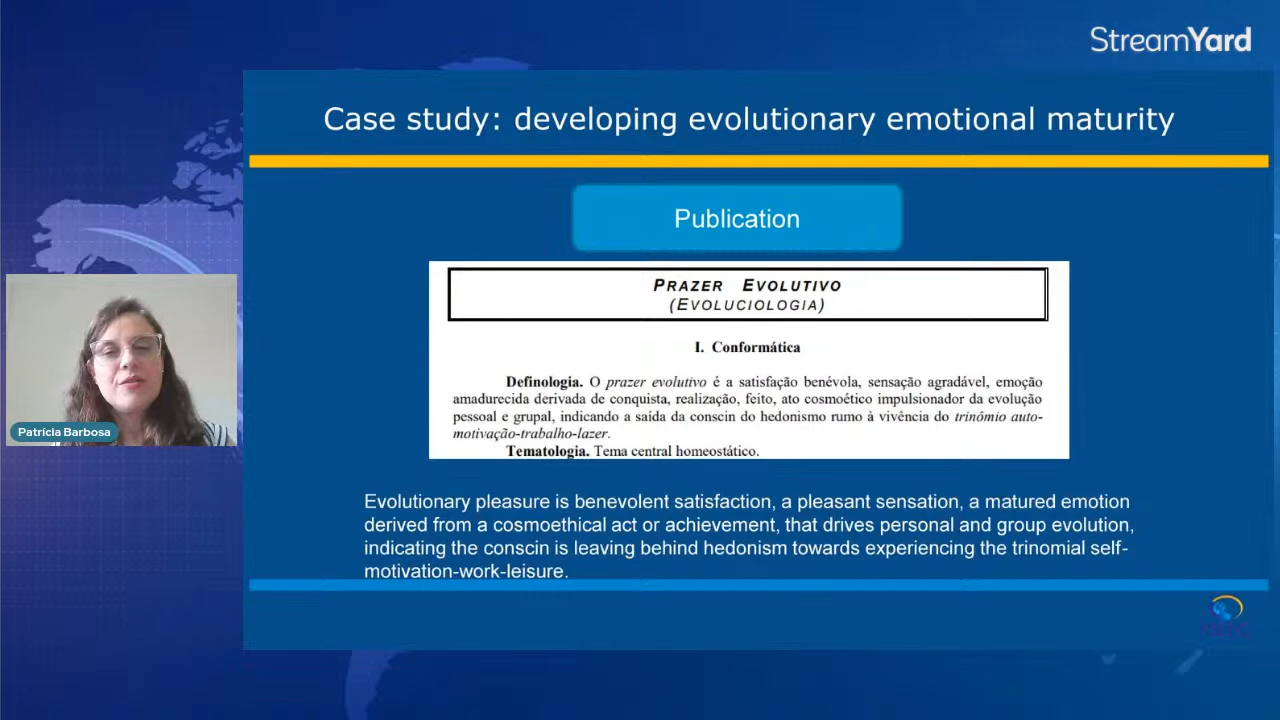 StreamYard
Case study: developing evolutionary emotional maturity
Publication
PRAZER EVOLUTIVO
(EVOLUCIOLOGIA)
I. Conformática
Definologia. O prazer evolutivo é a satisfação benévola, sensação agradável, emoção
amadurecida derivada de conquista, realização, feito, ato cosmoético impulsionador da evolução
pessoal e grupal, indicando a saída da conscin do hedonismo rumo à vivência do trinômio auto-
motivação-trabalho-lazer.
Tematologia. Tema central homeostático.
Patrícia Barbosa
Evolutionary pleasure is benevolent satisfaction, a pleasant sensation, a matured emotion
derived from a cosmoethical act or achievement, that drives personal and group evolution,
indicating the conscin is leaving behind hedonism towards experiencing the trinomial self-
motivation-work-leisure.